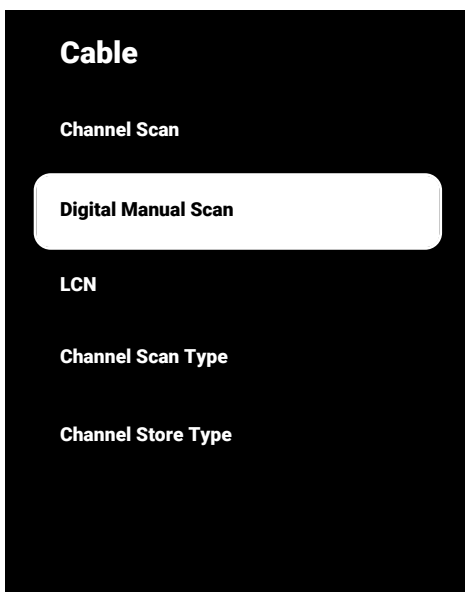 Cable
Channel Scan
Digital Manual Scan
LCN
Channel Scan Type
Channel Store Type